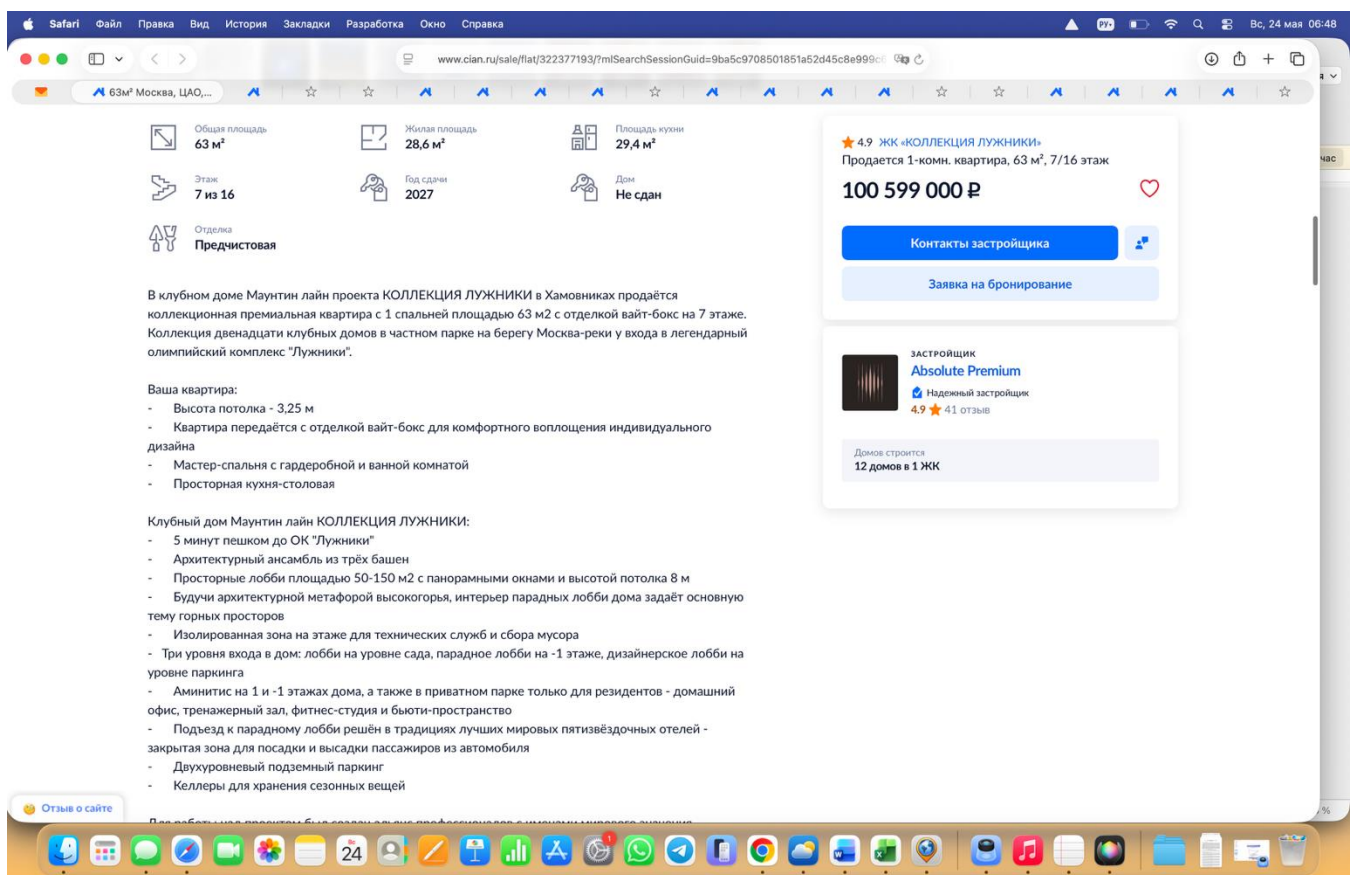 Safari Файл Правка Вид История Закладки Разработка Окно Справка
РУ
Вс, 24 мая 06:48
63м² Москва, ЦАО,...
Общая площадь
63 м²
Жилая площадь
28,6 м²
Площадь кухни
29,4 м²
Этаж
7 из 16
Год сдачи
2027
Дом
Не сдан
Отделка
Предчистовая
В клубном доме Маунтин лайн проекта КОЛЛЕКЦИЯ ЛУЖНИКИ в Хамовниках продаётся
коллекционная премиальная квартира с 1 спальней площадью 63 м2 с отделкой вайт-бокс на 7 этаже.
Коллекция двенадцати клубных домов в частном парке на берегу Москва-реки у входа в легендарный
олимпийский комплекс "Лужники".
Ваша квартира:
- Высота потолка - 3,25 м
- Квартира передаётся с отделкой вайт-бокс для комфортного воплощения индивидуального
дизайна
- Мастер-спальня с гардеробной и ванной комнатой
- Просторная кухня-столовая
Клубный дом Маунтин лайн КОЛЛЕКЦИЯ ЛУЖНИКИ:
- 5 минут пешком до ОК "Лужники"
- Архитектурный ансамбль из трёх башен
- Просторные лобби площадью 50-150 м2 с панорамными окнами и высотой потолка 8 м
- Будучи архитектурной метафорой высокогорья, интерьер парадных лобби дома задаёт основную
тему горных просторов
- Изолированная зона на этаже для технических служб и сбора мусора
- Три уровня входа в дом: лобби на уровне сада, парадное лобби на -1 этаже, дизайнерское лобби на
уровне паркинга
- Аминитис на 1 и -1 этажах дома, а также в приватном парке только для резидентов - домашний
офис, тренажерный зал, фитнес-студия и бьюти-пространство
- Подъезд к парадному лобби решён в традициях лучших мировых пятизвёздочных отелей -
закрытая зона для посадки и высадки пассажиров из автомобиля
- Двухуровневый подземный паркинг
- Келлеры для хранения сезонных вещей
4.9 ЖК «КОЛЛЕКЦИЯ ЛУЖНИКИ»
Продается 1-комн. квартира, 63 м², 7/16 этаж
100 599 000 ₽
Контакты застройщика
Заявка на бронирование
ЗАСТРОЙЩИК
Absolute Premium
Надежный застройщик
4.9 41 отзыв
Домов строится
12 домов в 1 ЖК
час
Отзыв о сайте
%
24
1